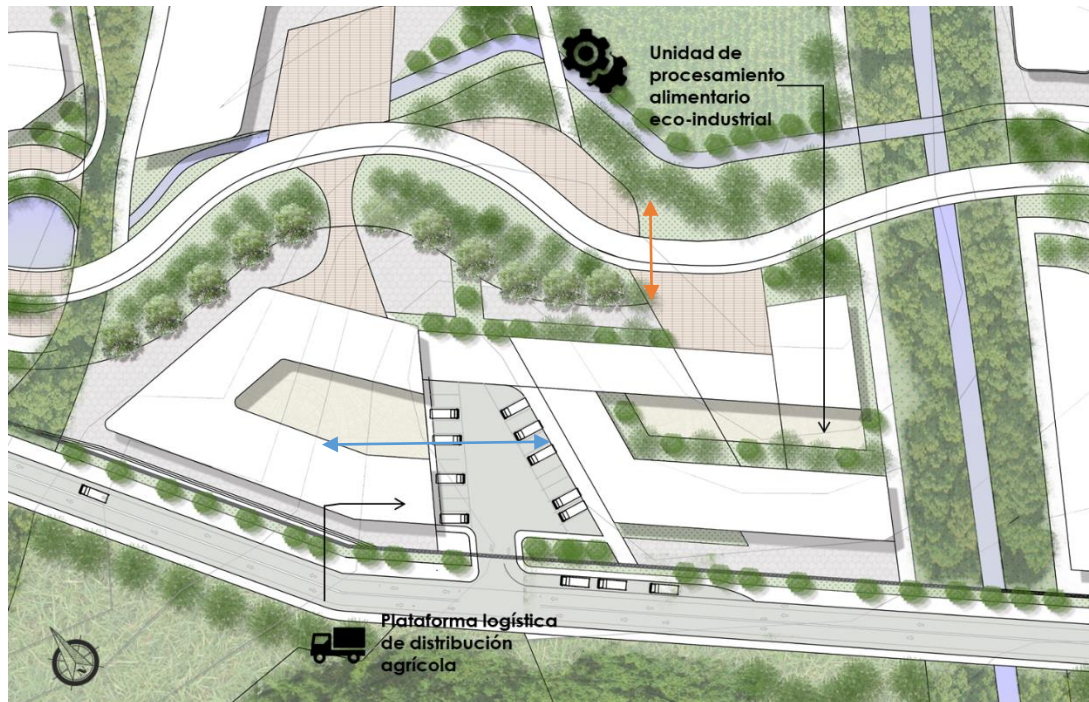 Unidad de
procesamiento
alimentario
eco-industrial
Plataforma logística
de distribución
agrícola